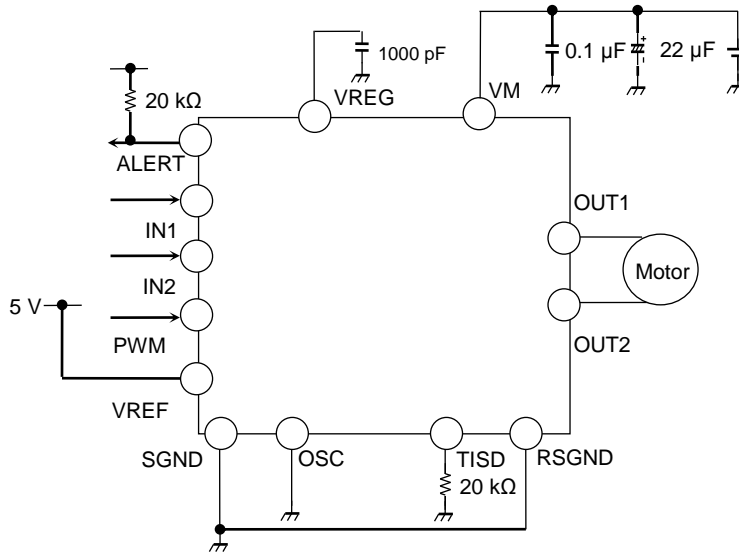 1000 pF
0.1 µF
+
-
22 µF
20 kΩ
VREG
VM
ALERT
OUT1
IN1
Motor
IN2
5 V
PWM
OUT2
VREF
SGND
OSC
TISD
RSGND
20 kΩ